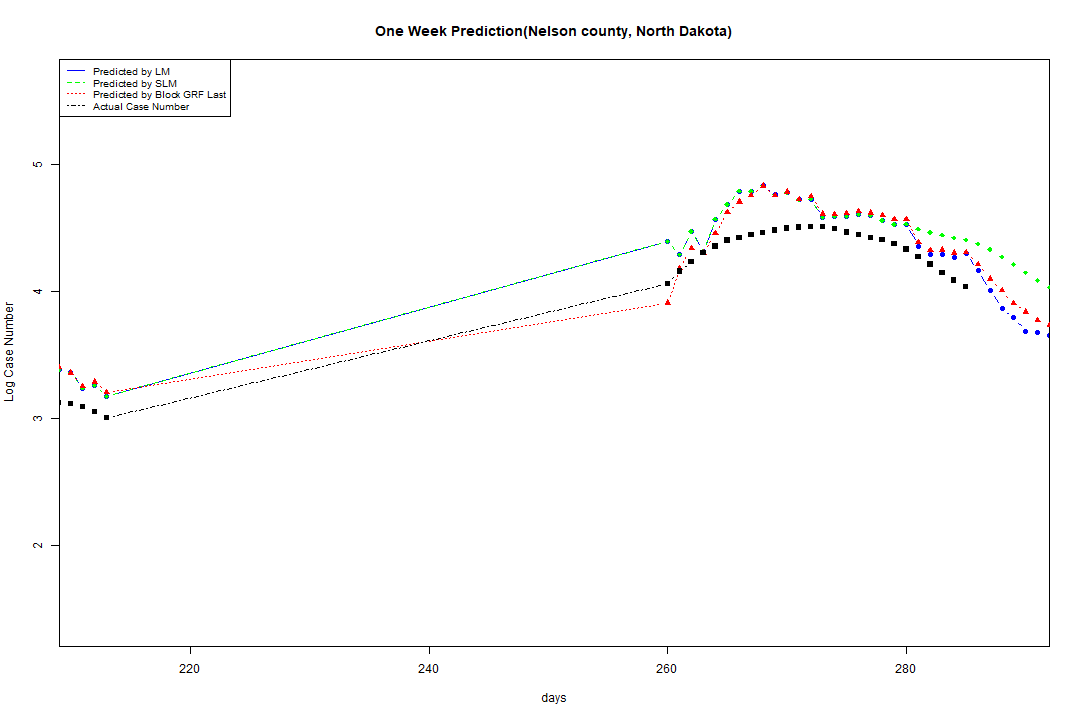 One Week Prediction(Nelson county, North Dakota)
Predicted by LM
Predicted by SLM
Predicted by Block GRF Last
Actual Case Number
5
4
3
2
Log Case Number
220 240 260 280
days